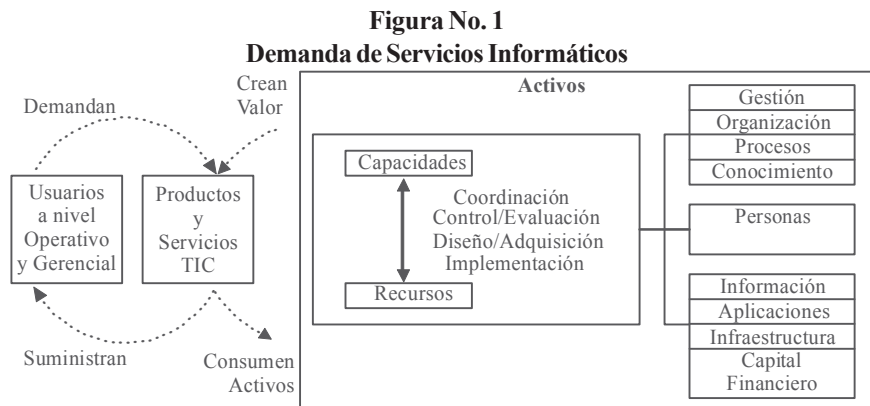 Figura No. 1
Demanda de Servicios Informáticos
Demandan
Crean
Valor
Usuarios
a nivel
Operativo
y Gerencial
Productos
y
Servicios
TIC
Suministran
Consumen
Activos
Activos
Capacidades
Coordinación
Control/Evaluación
Diseño/Adquisición
Implementación
Recursos
Gestión
Organización
Procesos
Conocimiento
Personas
Información
Aplicaciones
Infraestructura
Capital
Financiero